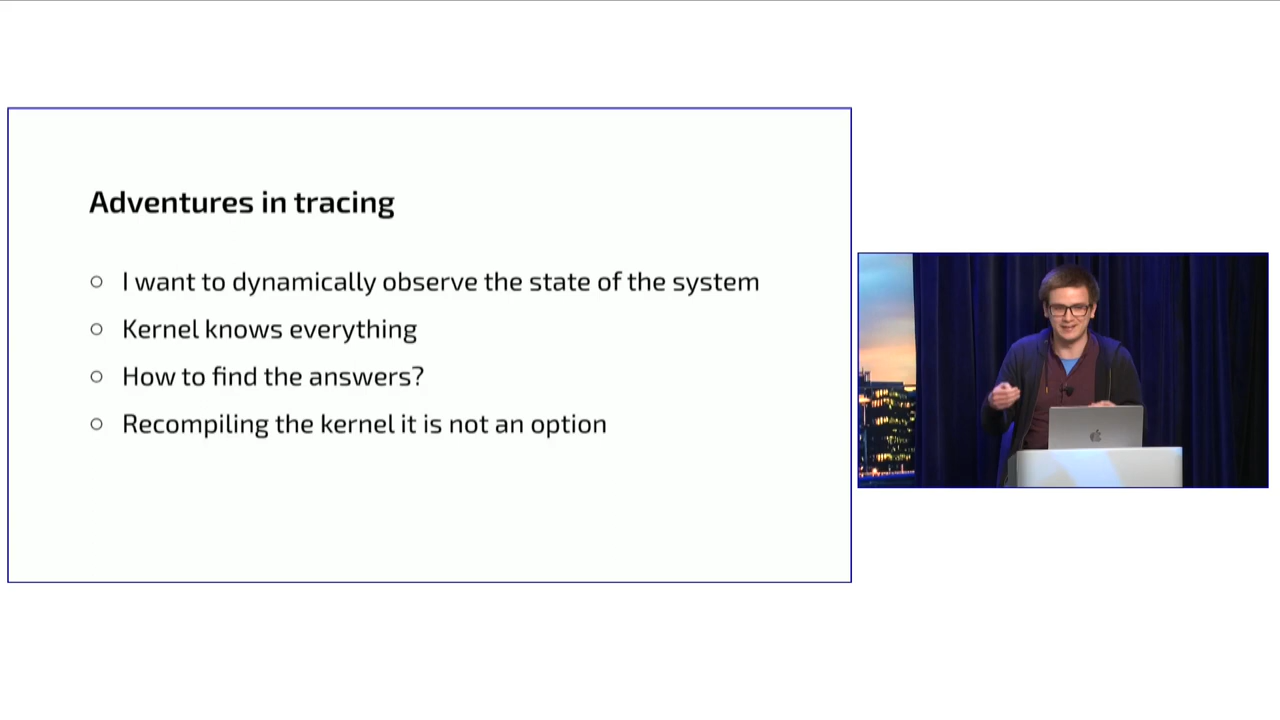 Adventures in tracing
I want to dynamically observe the state of the system
Kernel knows everything
How to find the answers?
Recompiling the kernel it is not an option